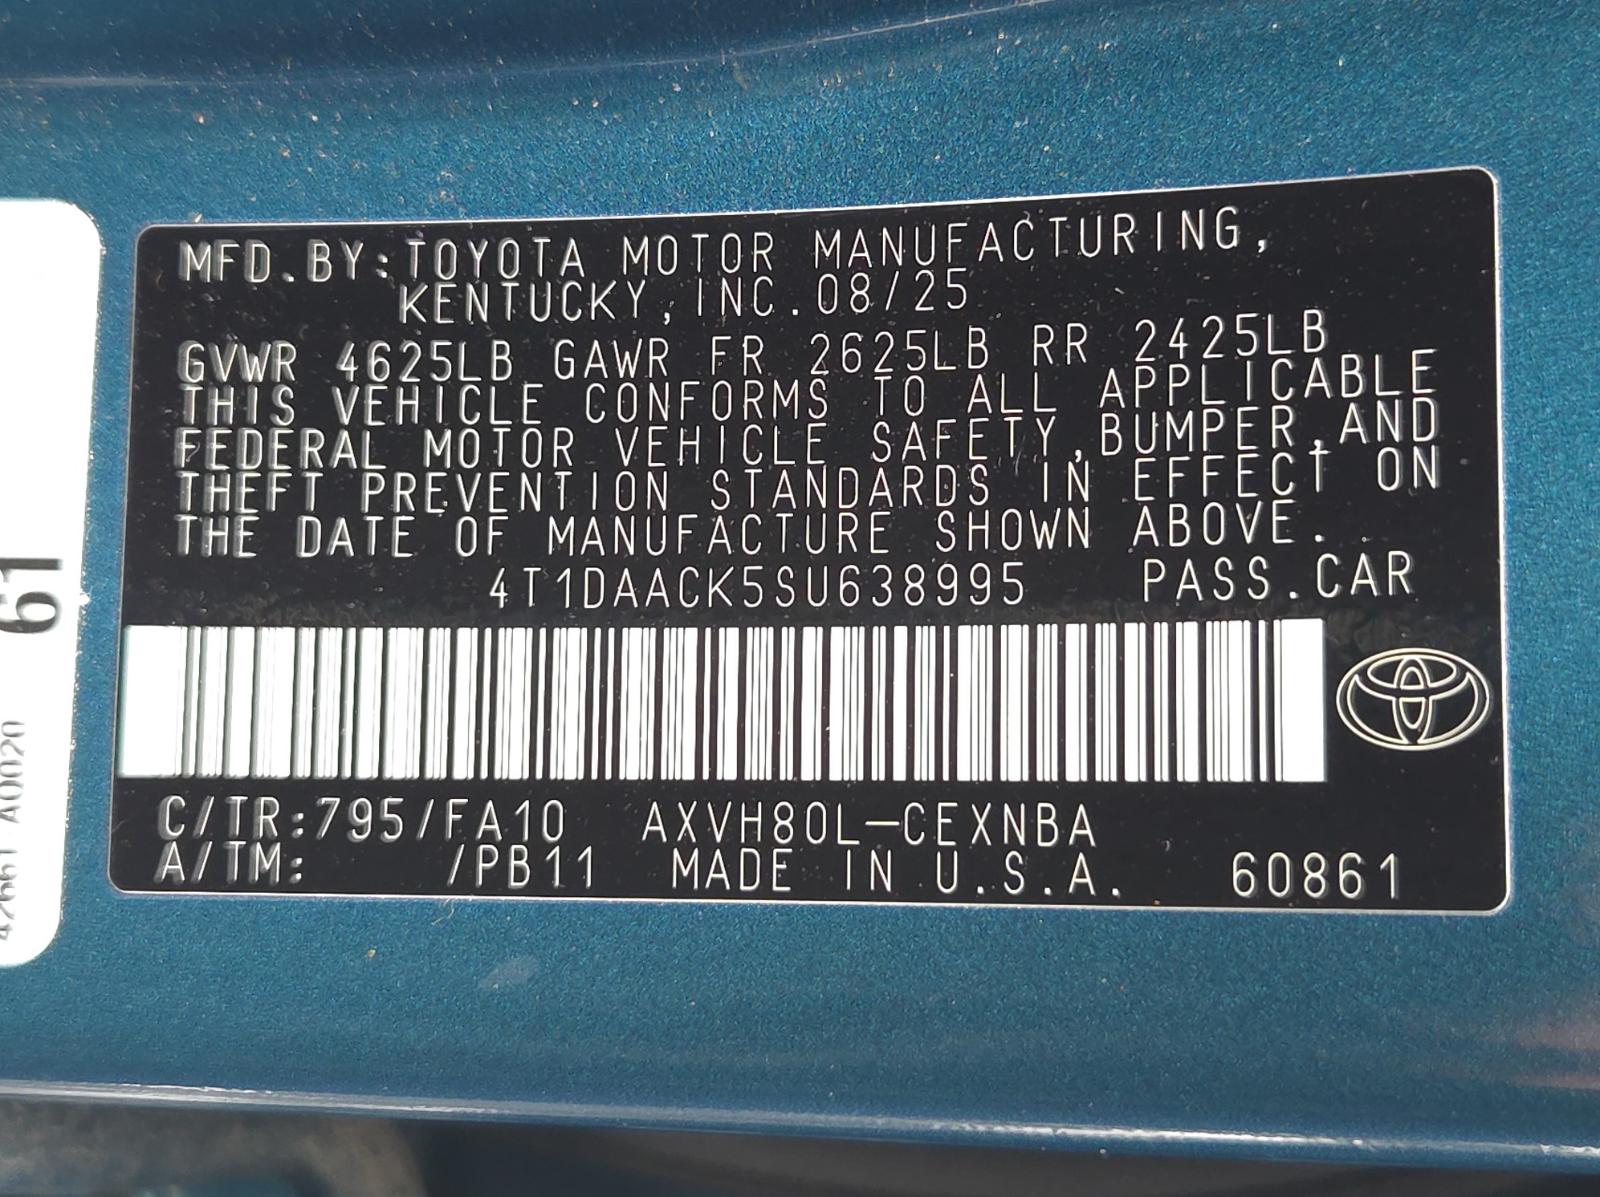 MFD.BY:TOYOTA MOTOR MANUFACTURING,
KENTUCKY,INC.08/25
GVWR 4625LB GAWR FR 2625LB RR 2425LB
THIS VEHICLE CONFORMS TO ALL APPLICABLE
FEDERAL MOTOR VEHICLE SAFETY,BUMPER,AND
THEFT PREVENTION STANDARDS IN EFFECT ON
THE DATE OF MANUFACTURE SHOWN ABOVE.
4T1DAACK5SU638995 PASS.CAR
C/TR:795/FA10 AXVH80L-CEXNBA
A/TM: /PB11 MADE IN U.S.A. 60861
61
42661 A0020